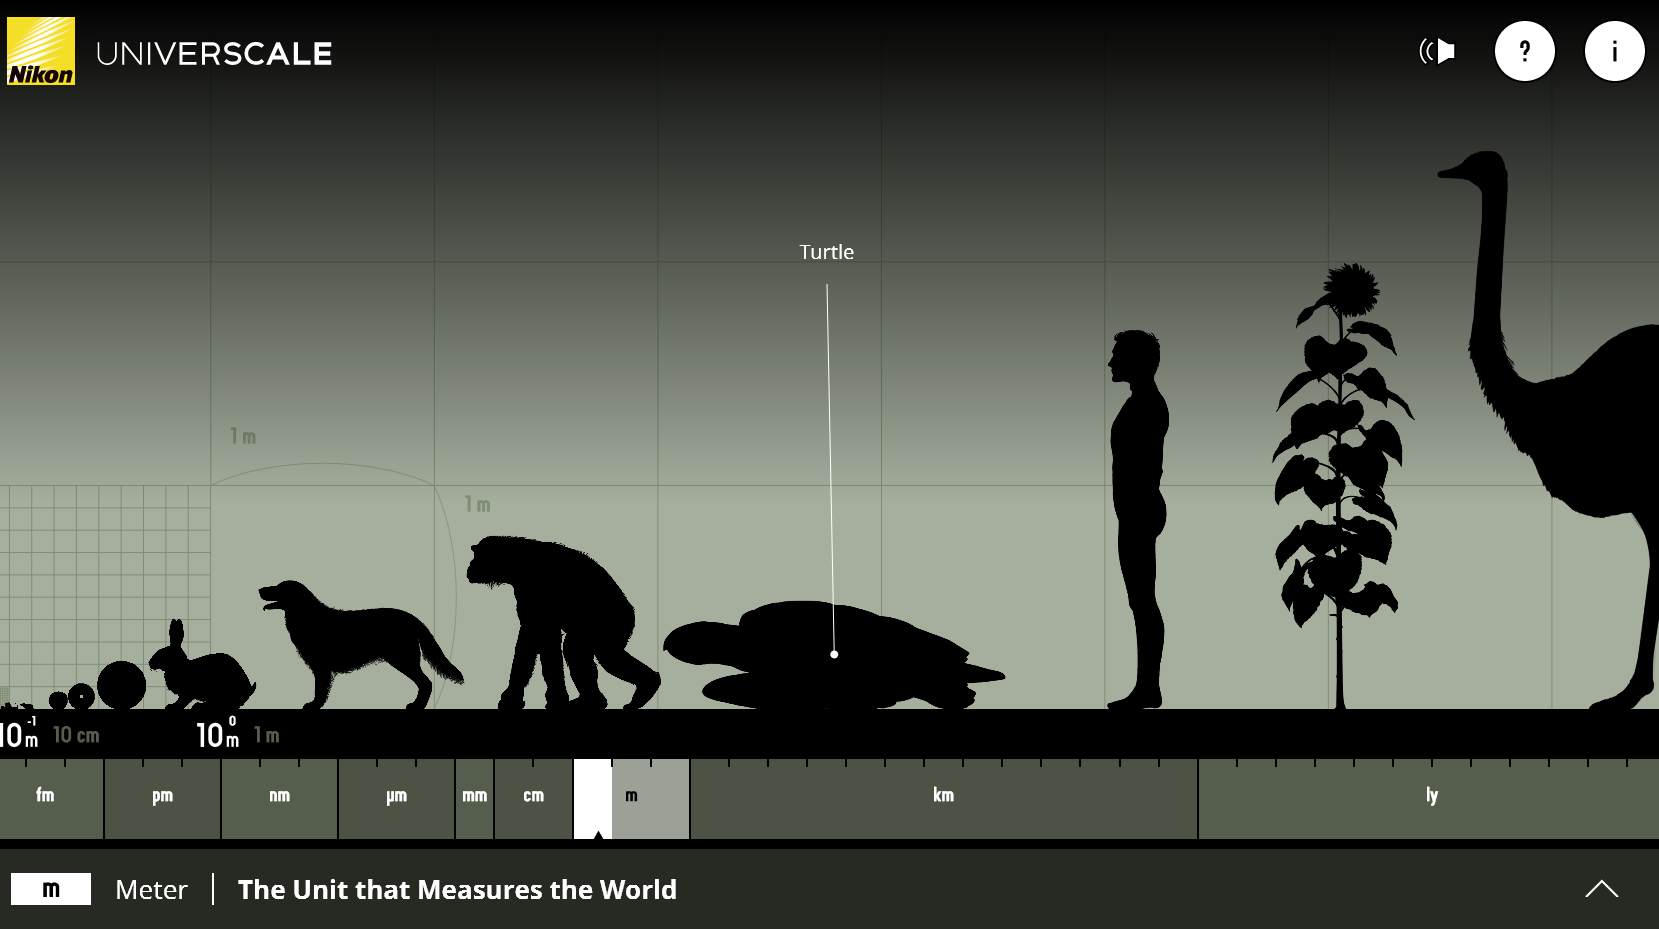 Nikon
UNIVERSCALE
?
i
Turtle
1 m
1 m
10 -1 m 10 cm
10 0 m 1 m
fm pm nm µm mm cm m km ly
m Meter The Unit that Measures the World